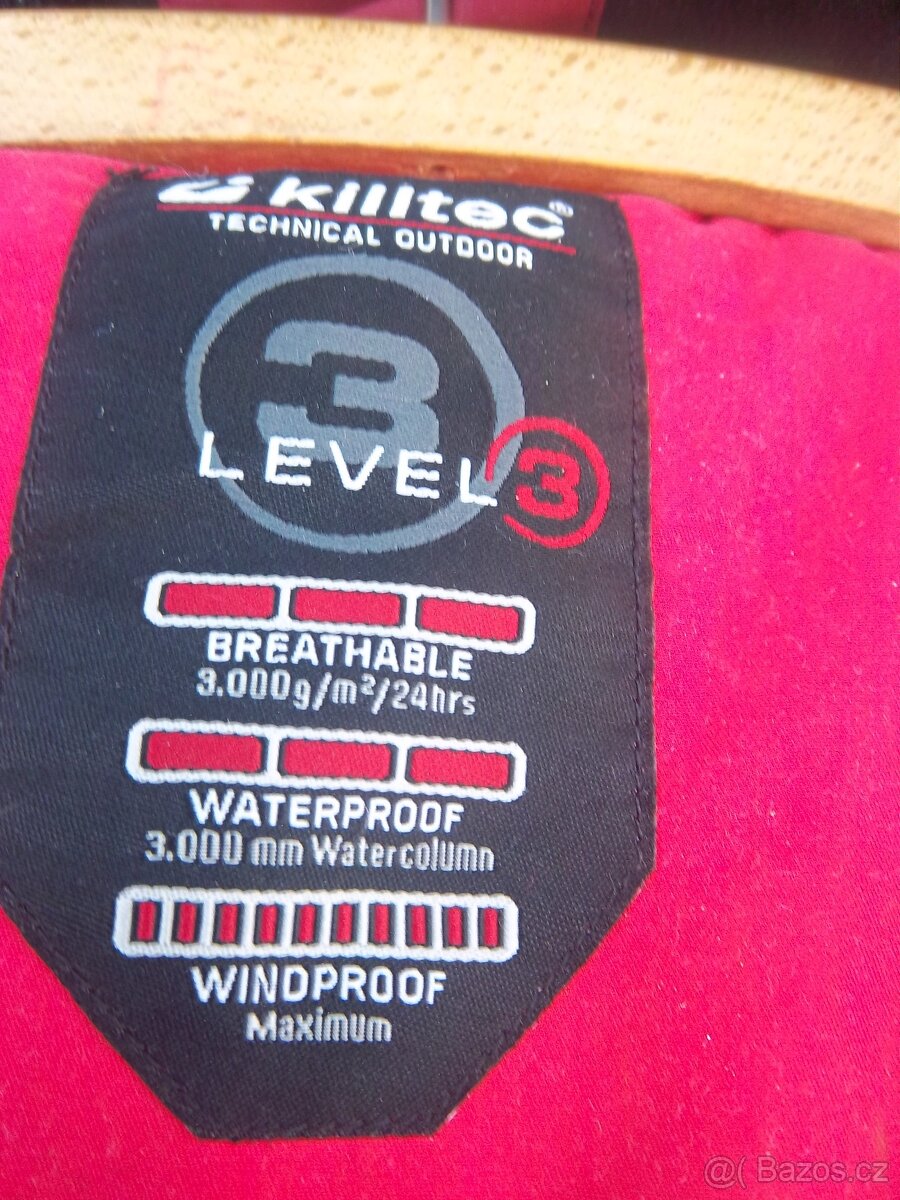 killtec®
TECHNICAL OUTDOOR
3
LEVEL 3
BREATHABLE
3.000g/m²/24hrs
WATERPROOF
3.000 mm Watercolumn
WINDPROOF
Maximum
@( Bazos.cz